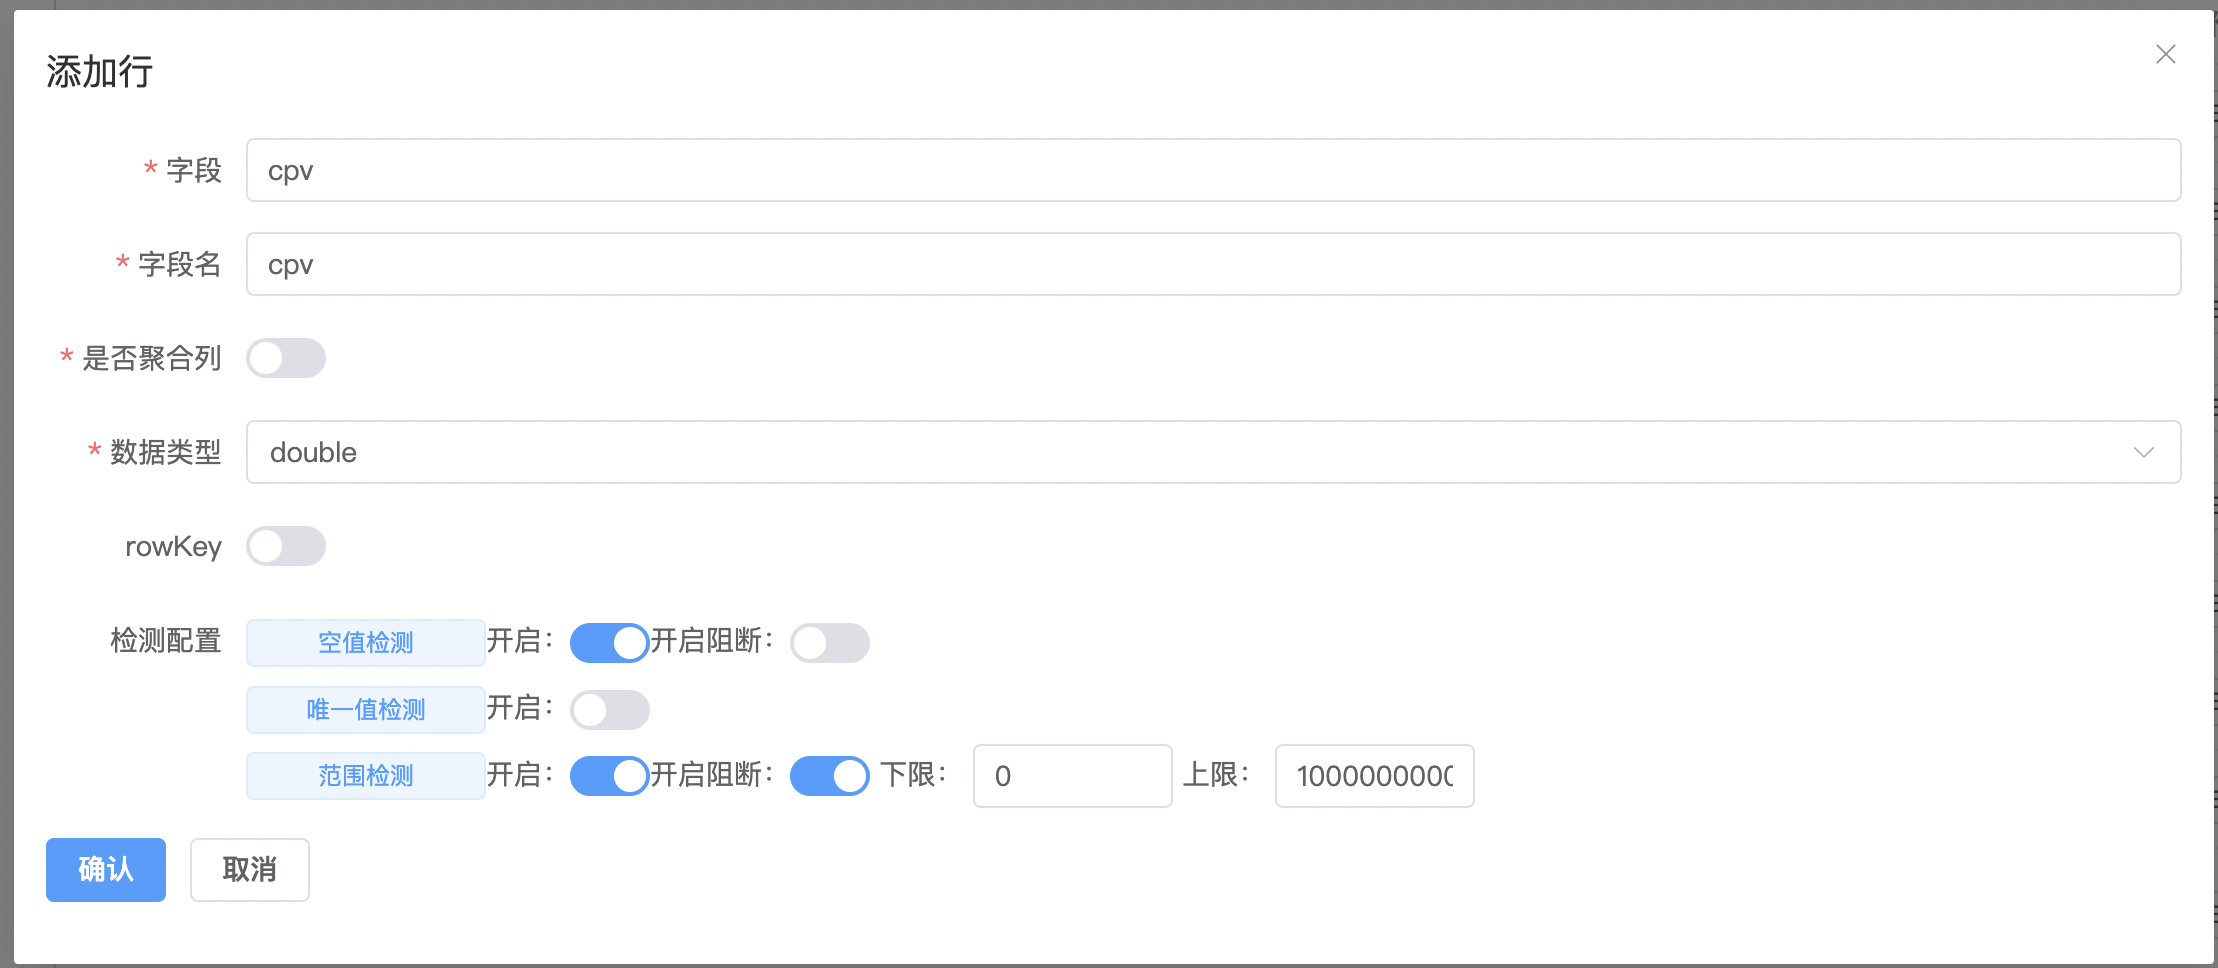 添加行
* 字段 cpv
* 字段名 cpv
* 是否聚合列
* 数据类型 double
rowKey
检测配置 空值检测 开启： 开启阻断：
唯一值检测 开启：
范围检测 开启： 开启阻断： 下限： 0 上限： 1000000000
确认 取消